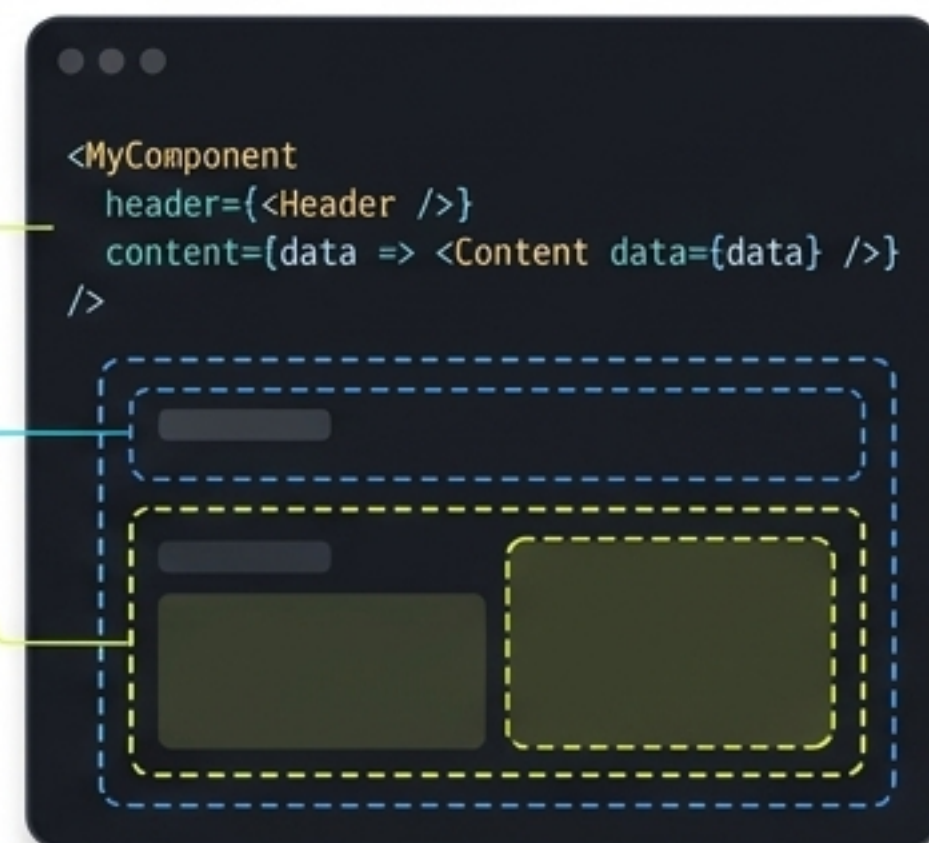 <MyComponent
header={<Header />}
content={data => <Content data={data} />}
/>